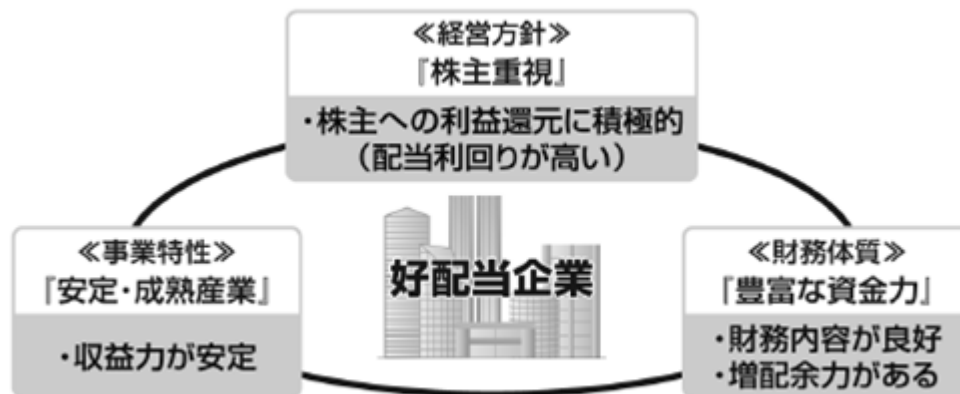 ≪経営方針≫
『株主重視』
・株主への利益還元に積極的
（配当利回りが高い）
≪事業特性≫
『安定・成熟産業』
・収益力が安定
好配当企業
≪財務体質≫
『豊富な資金力』
・財務内容が良好
・増配余力がある